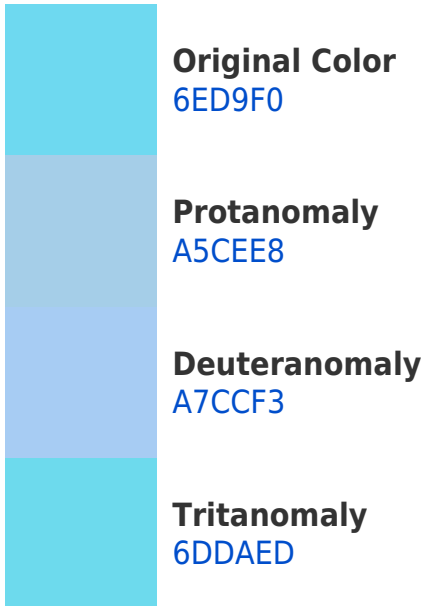 Original Color
6ED9F0
Protanomaly
A5CEE8
Deuteranomaly
A7CCF3
Tritanomaly
6DDAED